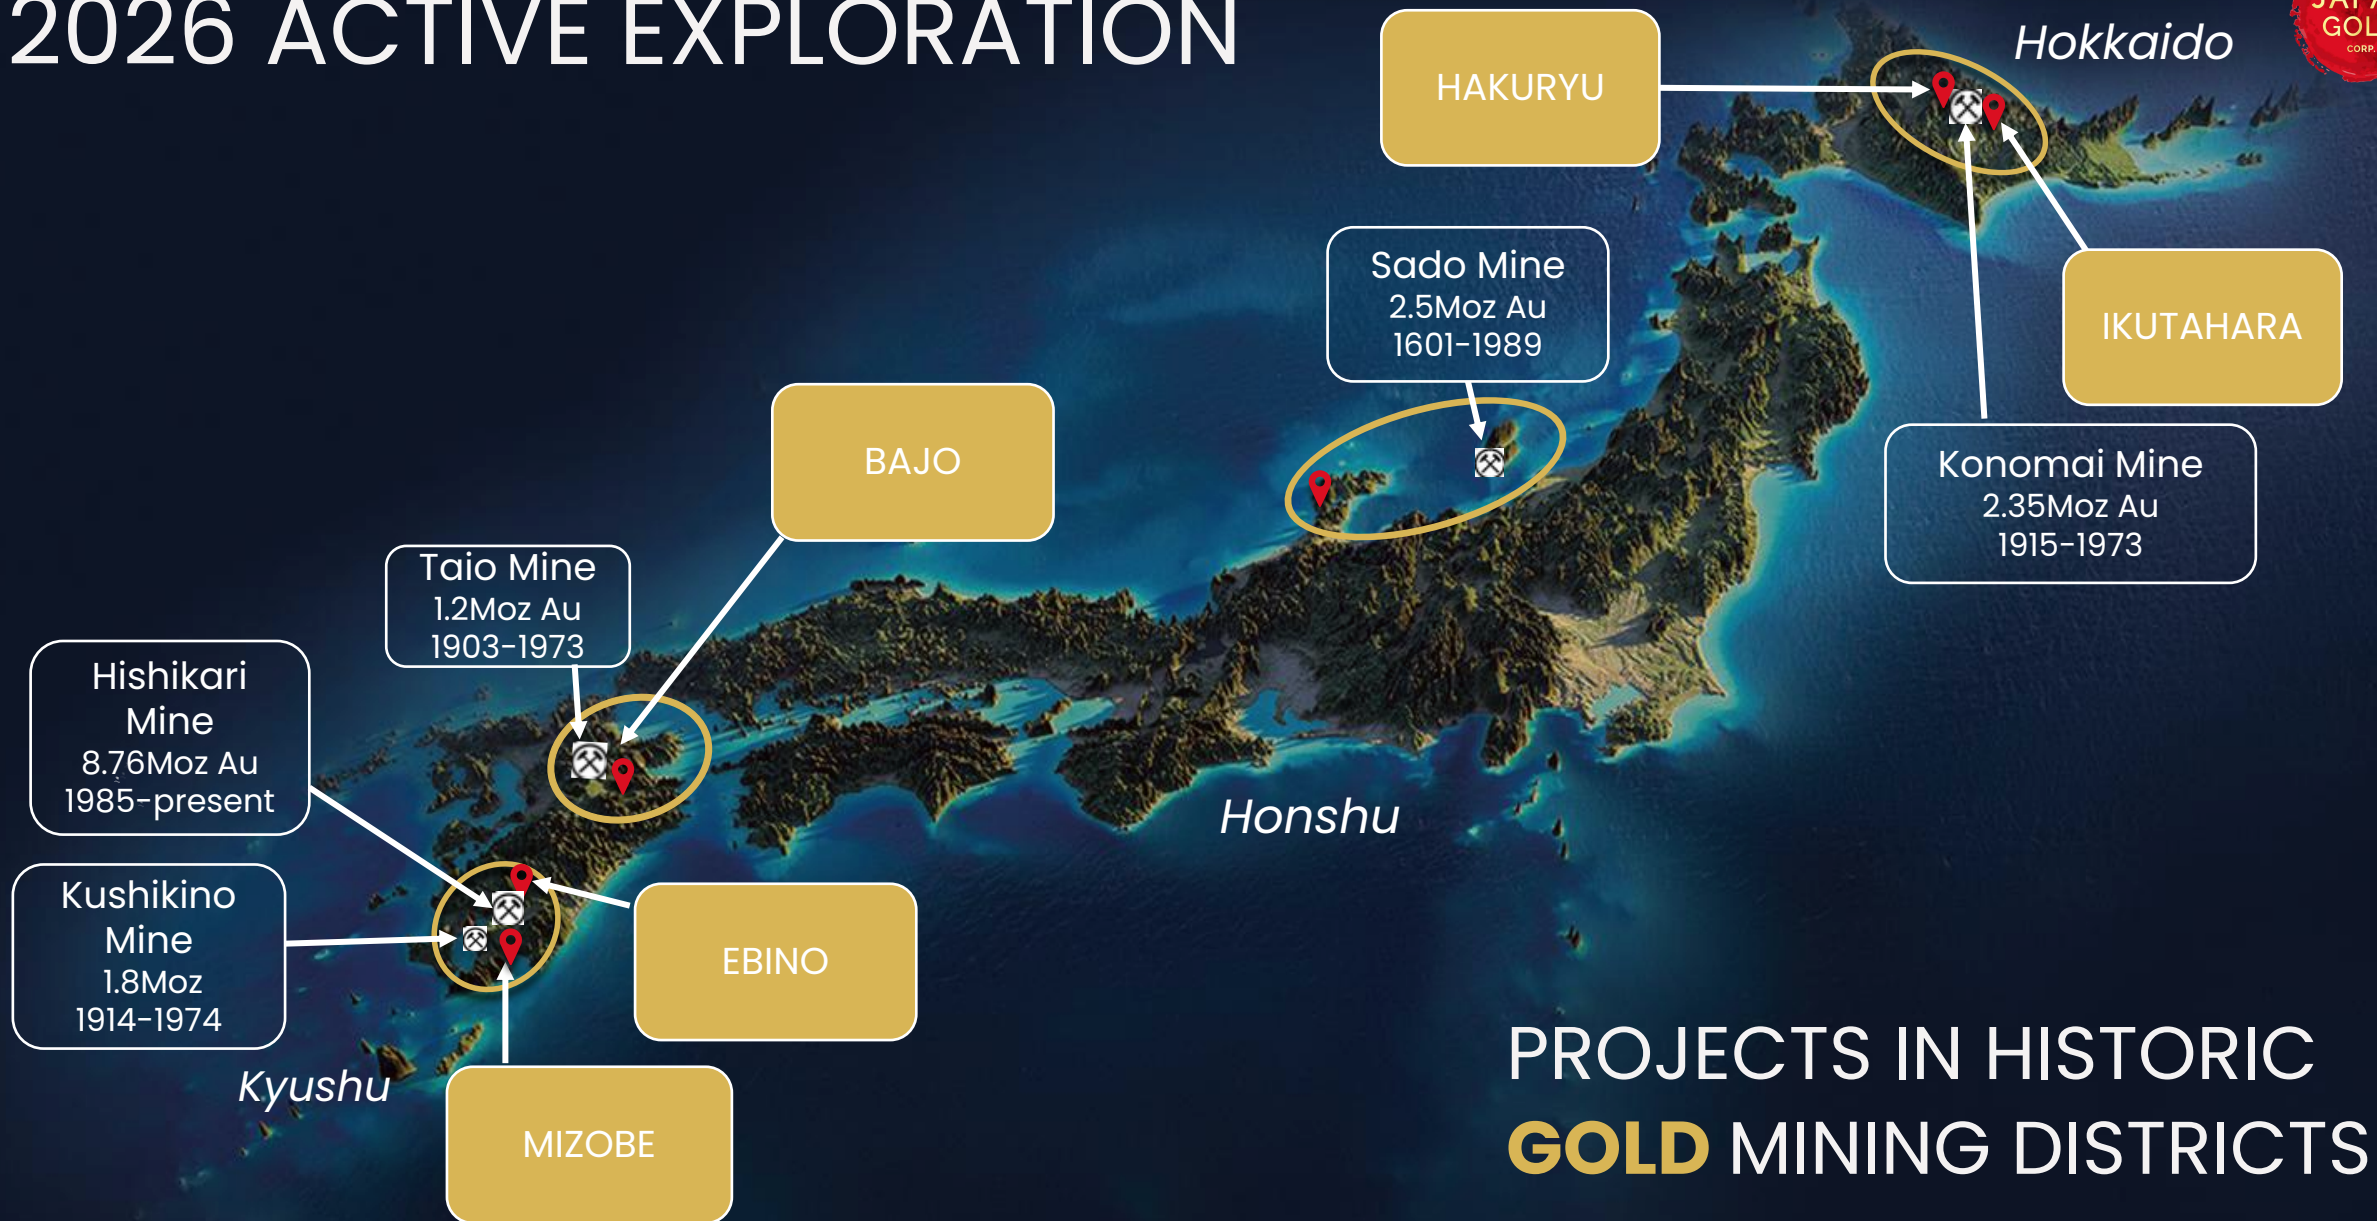 2026 ACTIVE EXPLORATION
Hokkaido
GOL
CORP.
HAKURYU
Sado Mine
2.5Moz Au
1601-1989
IKUTAHARA
BAJO
Konomai Mine
2.35Moz Au
1915-1973
Taio Mine
1.2Moz Au
1903-1973
Hishikari
Mine
8.76Moz Au
1985-present
Honshu
Kushikino
Mine
1.8Moz
1914-1974
EBINO
Kyushu
MIZOBE
PROJECTS IN HISTORIC
GOLD MINING DISTRICTS